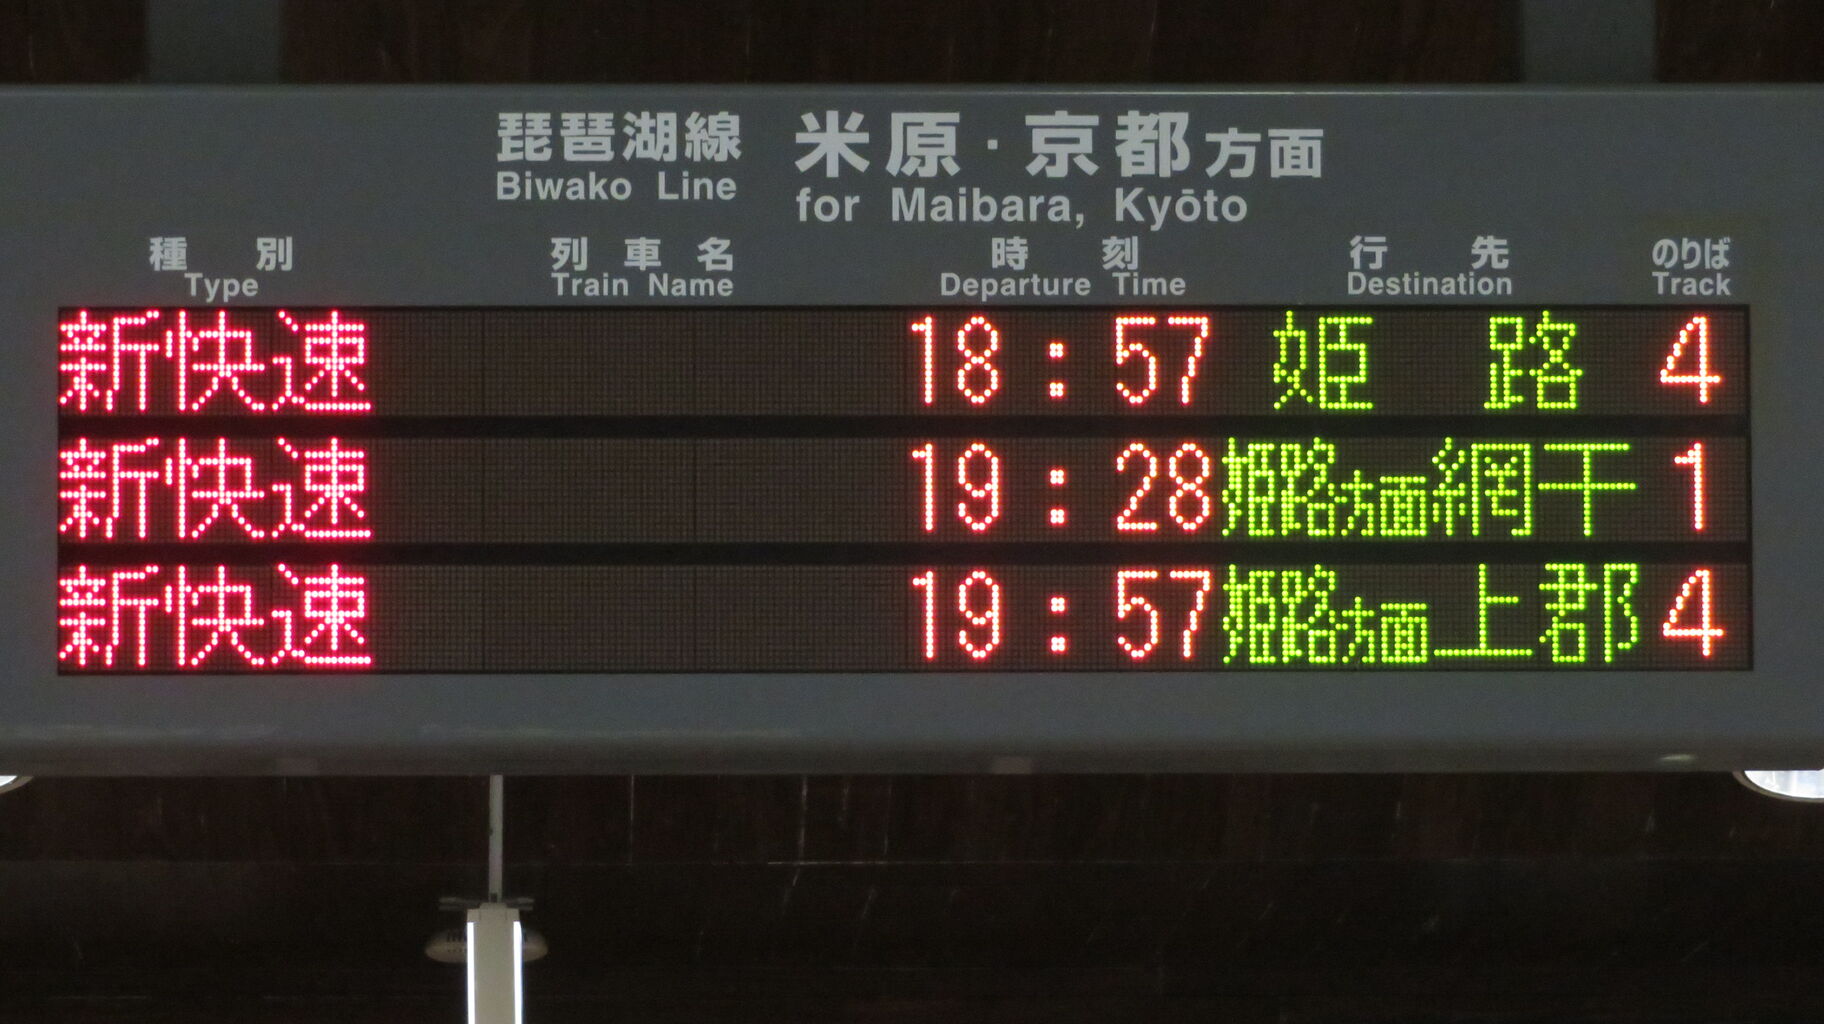 琵琶湖線 米原・京都方面
Biwako Line for Maibara, Kyōto
種別 列車名 時刻 行先 のりば
Type Train Name Departure Time Destination Track
新快速 18:57 姫路 4
新快速 19:28 姫路方面網干 1
新快速 19:57 姫路方面上郡 4